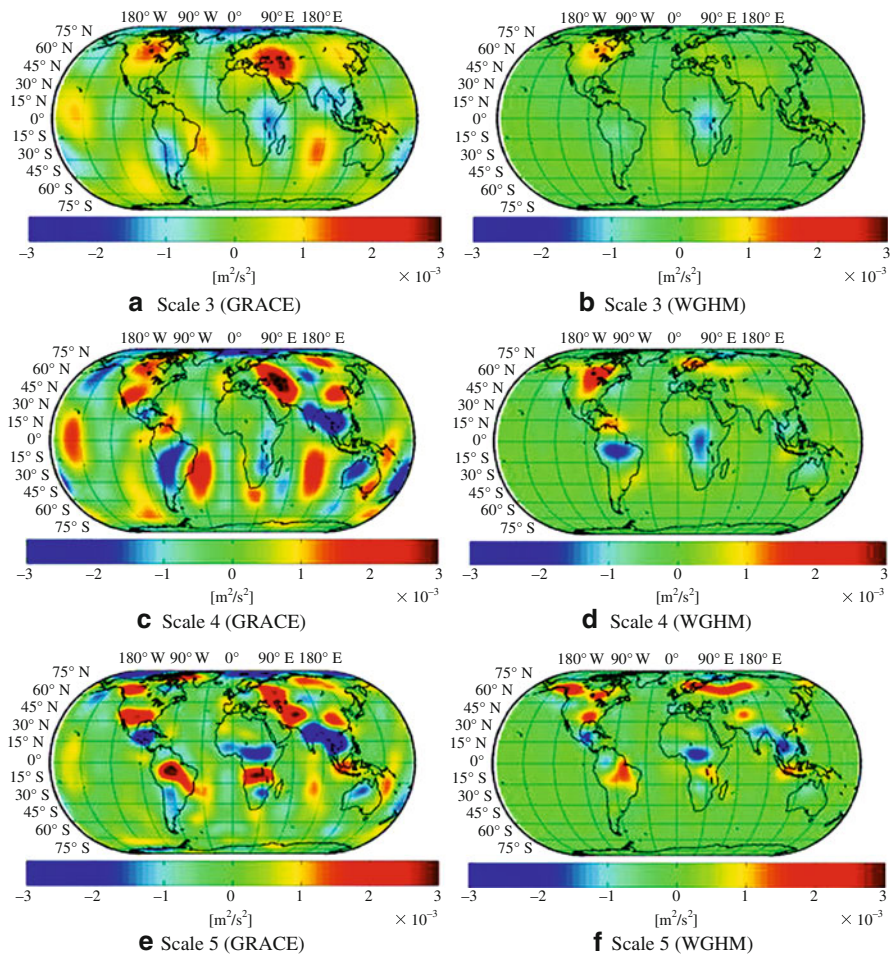 180° W 90° W 0° 90° E 180° E
75° N
60° N
45° N
30° N
15° N
0°
15° S
30° S
45° S
60° S
75° S
−3 −2 −1 0 1 2 3
[m²/s²] × 10⁻³
a Scale 3 (GRACE)
180° W 90° W 0° 90° E 180° E
75° N
60° N
45° N
30° N
15° N
0°
15° S
30° S
45° S
60° S
75° S
−3 −2 −1 0 1 2 3
[m²/s²] × 10⁻³
b Scale 3 (WGHM)
180° W 90° W 0° 90° E 180° E
75° N
60° N
45° N
30° N
15° N
0°
15° S
30° S
45° S
60° S
75° S
−3 −2 −1 0 1 2 3
[m²/s²] × 10⁻³
c Scale 4 (GRACE)
180° W 90° W 0° 90° E 180° E
75° N
60° N
45° N
30° N
15° N
0°
15° S
30° S
45° S
60° S
75° S
−3 −2 −1 0 1 2 3
[m²/s²] × 10⁻³
d Scale 4 (WGHM)
180° W 90° W 0° 90° E 180° E
75° N
60° N
45° N
30° N
15° N
0°
15° S
30° S
45° S
60° S
75° S
−3 −2 −1 0 1 2 3
[m²/s²] × 10⁻³
e Scale 5 (GRACE)
180° W 90° W 0° 90° E 180° E
75° N
60° N
45° N
30° N
15° N
0°
15° S
30° S
45° S
60° S
75° S
−3 −2 −1 0 1 2 3
[m²/s²] × 10⁻³
f Scale 5 (WGHM)